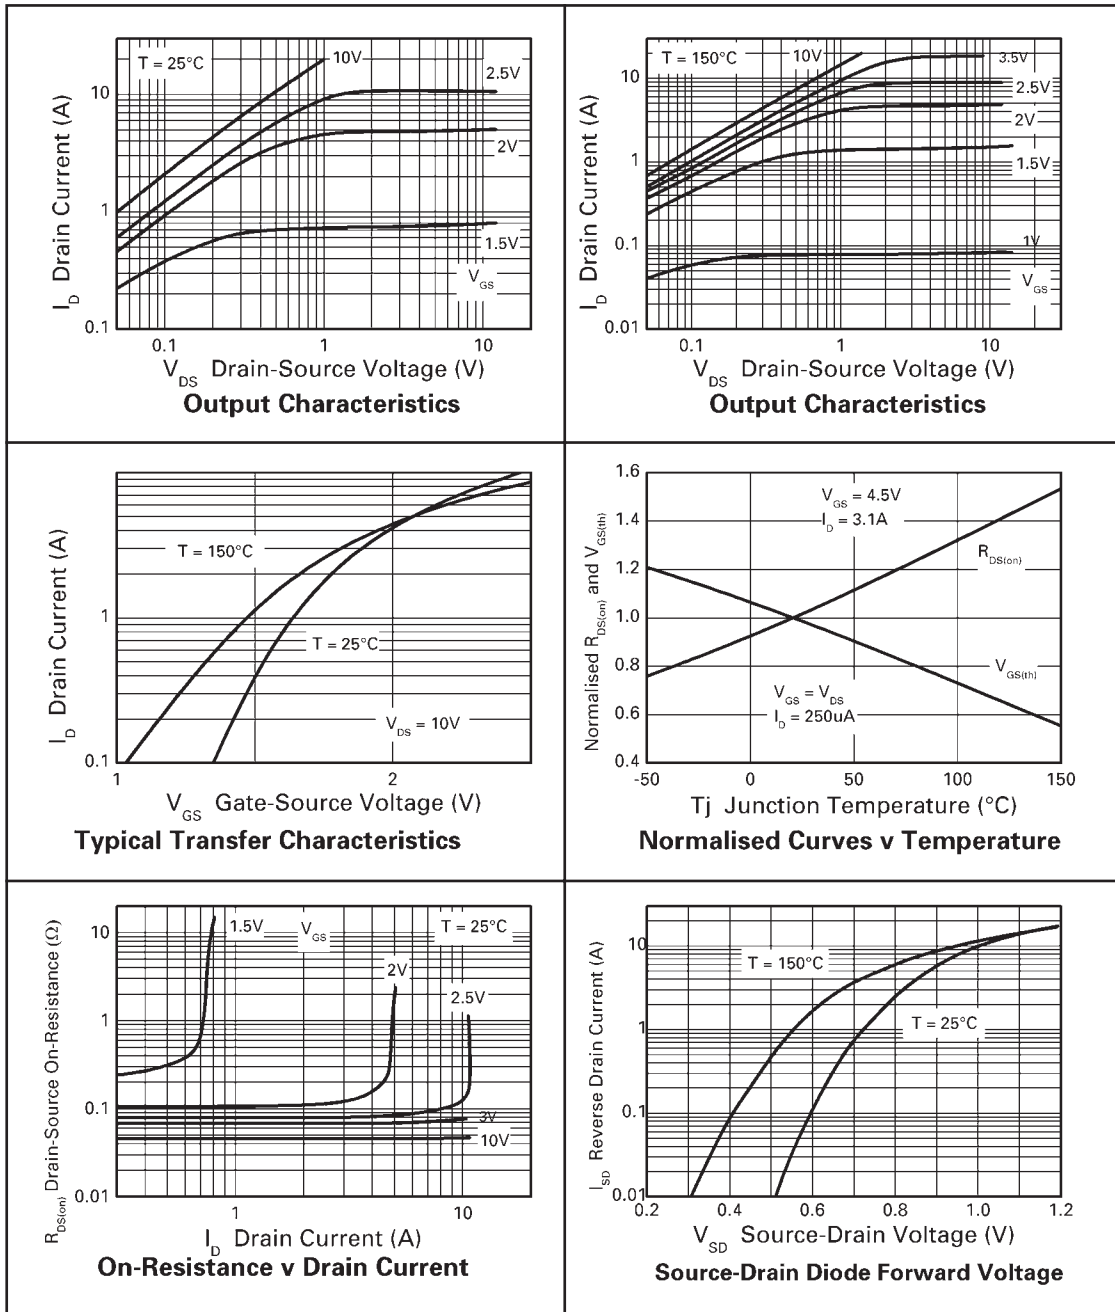 T = 25°C
10V
2.5V
2V
1.5V
V_GS
10
1
0.1
0.1
1
10
I_D Drain Current (A)
V_DS Drain-Source Voltage (V)
Output Characteristics
T = 150°C
10V
3.5V
2.5V
2V
1.5V
1V
V_GS
10
1
0.1
0.01
0.1
1
10
I_D Drain Current (A)
V_DS Drain-Source Voltage (V)
Output Characteristics
T = 150°C
T = 25°C
V_DS = 10V
1
0.1
1
2
I_D Drain Current (A)
V_GS Gate-Source Voltage (V)
Typical Transfer Characteristics
1.6
1.4
1.2
1.0
0.8
0.6
0.4
V_GS = 4.5V
I_D = 3.1A
R_DS(on)
V_GS(th)
V_GS = V_DS
I_D = 250uA
-50
0
50
100
150
Normalised R_DS(on) and V_GS(th)
Tj Junction Temperature (°C)
Normalised Curves v Temperature
10
1
0.1
0.01
1.5V
V_GS
T = 25°C
2V
2.5V
3V
10V
1
10
R_DS(on) Drain-Source On-Resistance (Ω)
I_D Drain Current (A)
On-Resistance v Drain Current
10
1
0.1
0.01
T = 150°C
T = 25°C
0.2
0.4
0.6
0.8
1.0
1.2
I_SD Reverse Drain Current (A)
V_SD Source-Drain Voltage (V)
Source-Drain Diode Forward Voltage